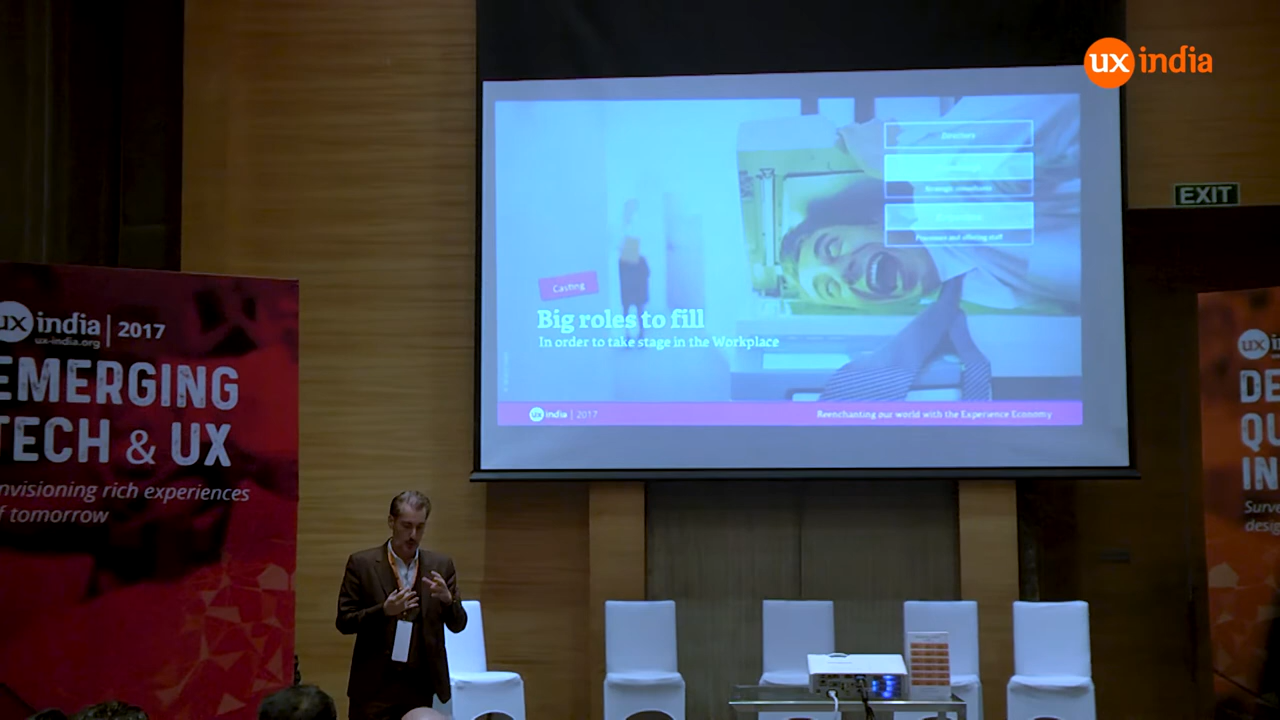 ux india
EXIT
Directors
Strategic consultants
Processes and offering staff
Casting
Big roles to fill
In order to take stage in the Workplace
ux india | 2017
Reenchanting our world with the Experience Economy
ux india | 2017
ux-india.org
EMERGING
TECH & UX
nvisioning rich experiences
f tomorrow
ux i
DE
QU
IN
Surve
desig